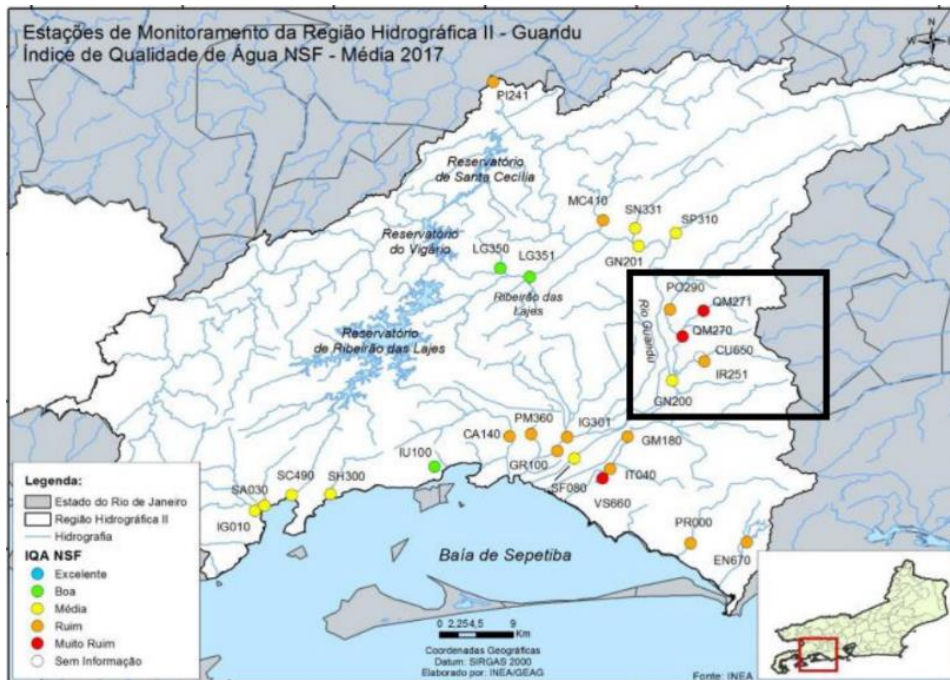 Estações de Monitoramento da Região Hidrográfica II - Guandu
Índice de Qualidade de Água NSF - Média 2017
N
W
PI241
Reservatório
de Santa Cecília
MC410
SN331
SP310
Reservatório
do Vigário
GN201
LG350
LG351
Ribeirão das
Lajes
PO290
QM271
Rio Guandu
QM270
Reservatório
de Ribeirão das Lajes
CU650
IR251
GN200
PM360
IG301
CA140
GM180
IU100
GR100
IT040
SF080
VS660
SC490
SH300
SA030
IG010
PR000
EN670
Baía de Sepetiba
Legenda:
Estado do Rio de Janeiro
Região Hidrográfica II
Hidrografia
IQA NSF
Excelente
Boa
Média
Ruim
Muito Ruim
Sem Informação
0 2,25 4,5 9
Km
Coordenadas Geográficas
Datum: SIRGAS 2000
Elaborado por: INEA/GEAG
Fonte: INEA